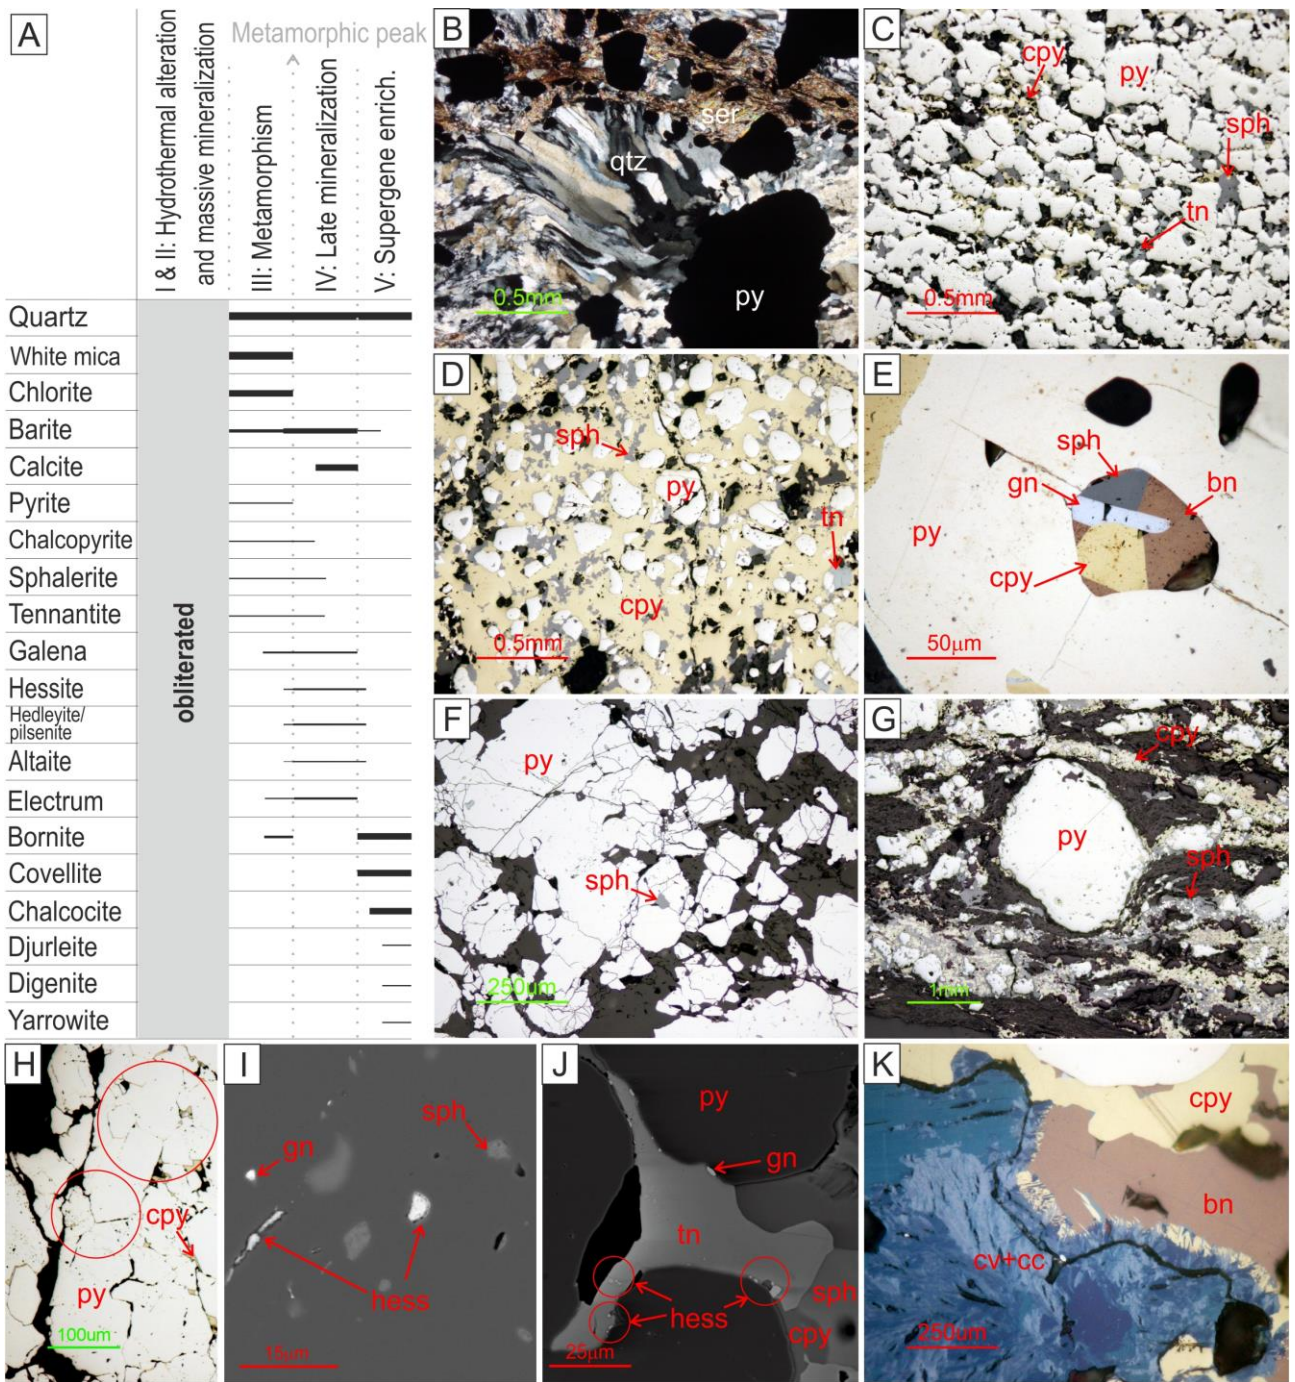 A
Metamorphic peak
I & II: Hydrothermal alteration
and massive mineralization
III: Metamorphism
IV: Late mineralization
V: Supergene enrich.
Quartz
White mica
Chlorite
Barite
Calcite
Pyrite
Chalcopyrite
Sphalerite
Tennantite
Galena
Hessite
Hedleyite/
pilsenite
Altaite
Electrum
Bornite
Covellite
Chalcocite
Djurleite
Digenite
Yarrowite
obliterated
B
ser
qtz
py
0.5mm
C
cpy
py
sph
tn
0.5mm
D
sph
py
tn
cpy
0.5mm
E
sph
gn
bn
py
cpy
50μm
F
py
sph
250um
G
cpy
py
sph
1mm
H
cpy
py
100um
I
sph
gn
hess
15μm
J
py
gn
tn
hess
sph
cpy
25μm
K
cpy
bn
cv+cc
250um